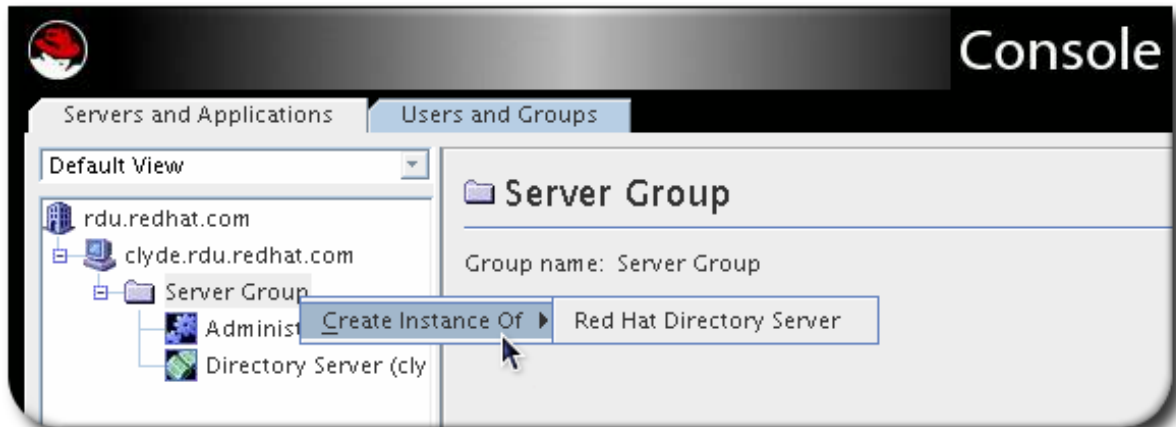 Console
Servers and Applications
Users and Groups
Default View
Server Group
rdu.redhat.com
clyde.rdu.redhat.com
Group name: Server Group
Server Group
Create Instance Of
Red Hat Directory Server
Administ
Directory Server (cly